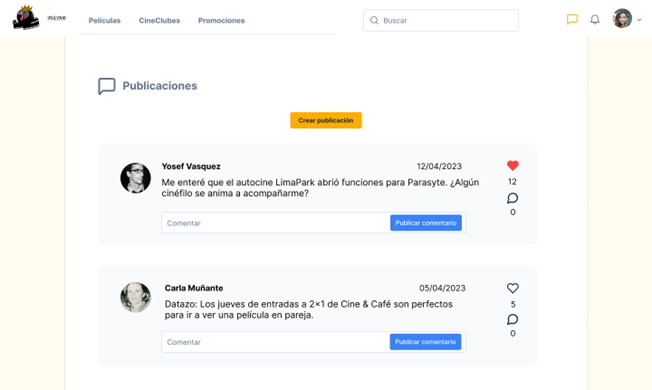 Películas CineClubes Promociones Buscar
Publicaciones
Crear publicación
Yosef Vasquez 12/04/2023
Me enteré que el autocine LimaPark abrió funciones para Parasyte. ¿Algún
cinéfilo se anima a acompañarme?
12
0
Comentar Publicar comentario
Carla Muñante 05/04/2023
Datazo: Los jueves de entradas a 2x1 de Cine & Café son perfectos
para ir a ver una película en pareja.
5
0
Comentar Publicar comentario